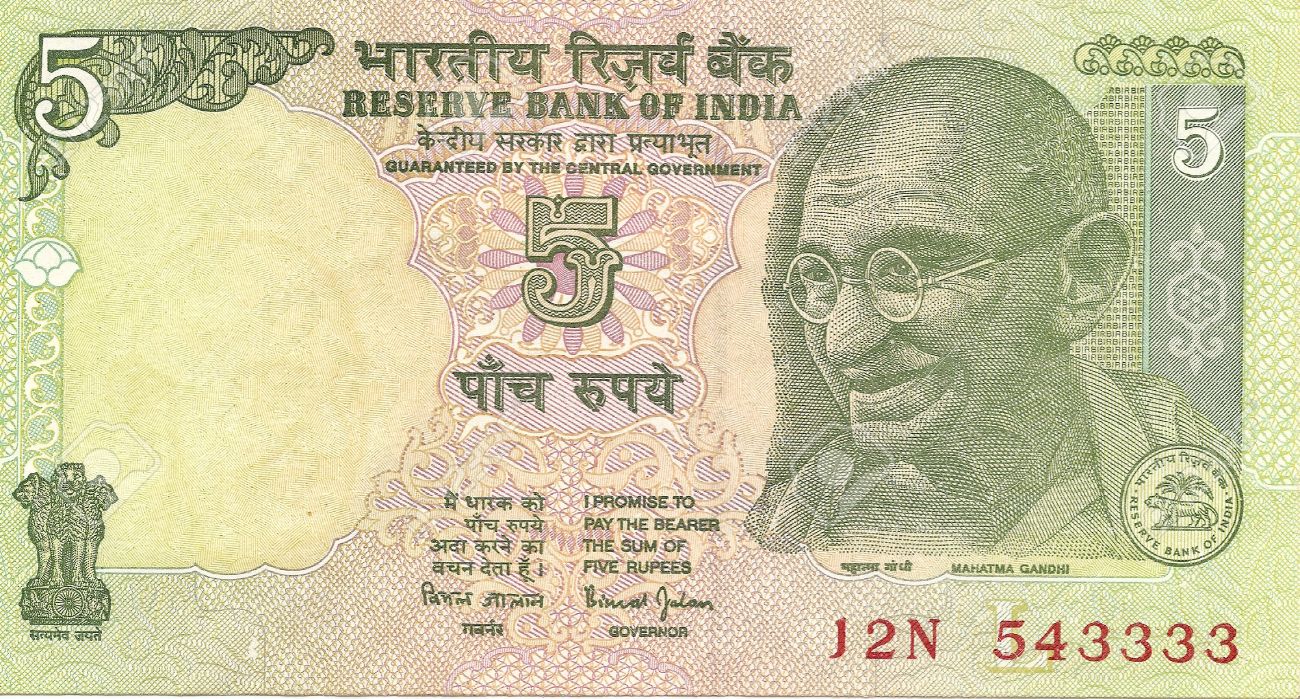 5
भारतीय रिज़र्व बैंक
RESERVE BANK OF INDIA
केन्दीय सरकार द्वारा प्रत्याभूत
GUARANTEED BY THE CENTRAL GOVERNMENT
5
5
पाँच रुपये
मैं धारक को
पाँच रुपये
अदा करने का
वचन देता हूँ।
I PROMISE TO
PAY THE BEARER
THE SUM OF
FIVE RUPEES
विमल जालान
Bimal Jalan
गवर्नर
GOVERNOR
महात्मा गांधी MAHATMA GANDHI
भारतीय रिज़र्व बैंक
RESERVE BANK OF INDIA
सत्यमेव जयते
L
J2N 543333